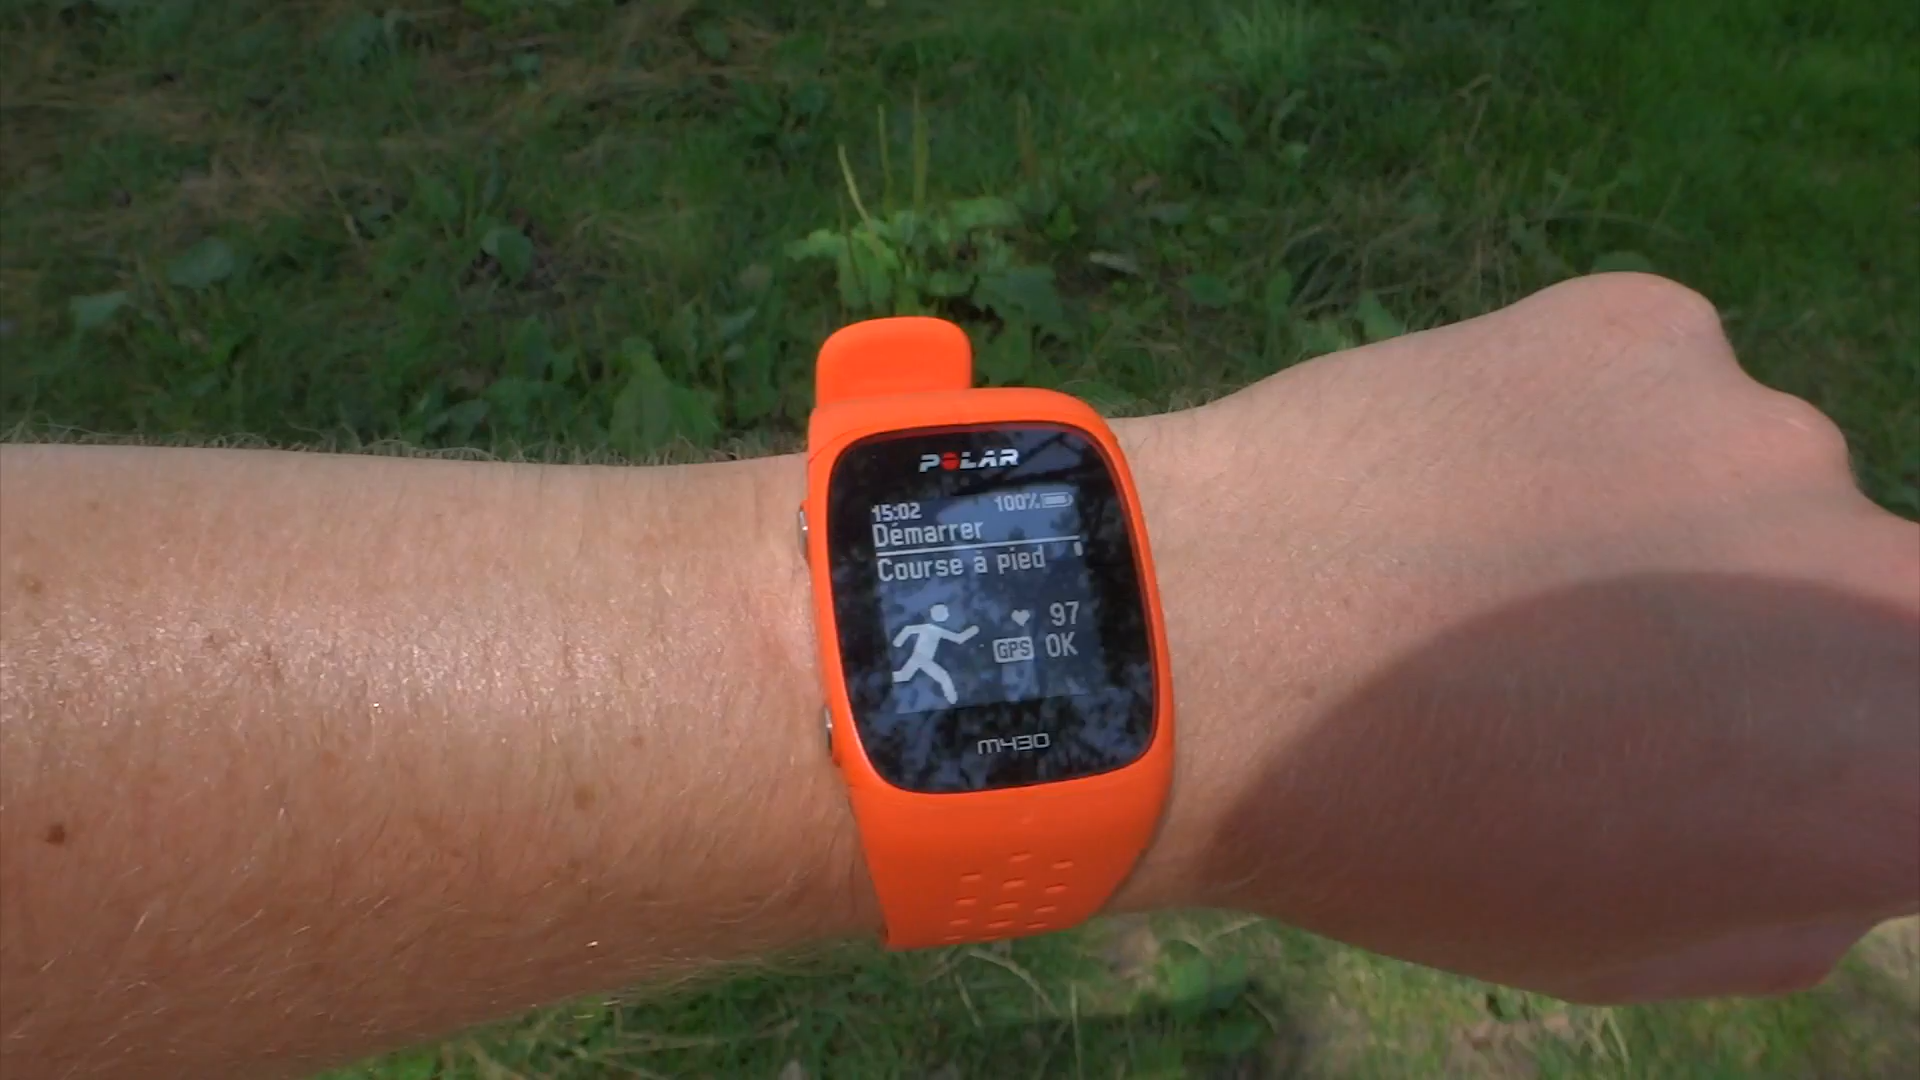 POLAR
15:02 100%
Démarrer
Course à pied
97
GPS OK
M430